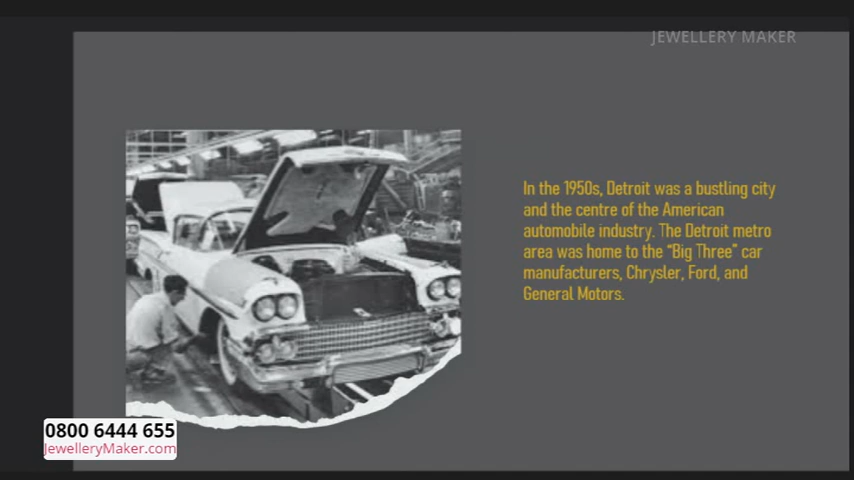 JEWELLERY MAKER
In the 1950s, Detroit was a bustling city
and the centre of the American
automobile industry. The Detroit metro
area was home to the “Big Three” car
manufacturers, Chrysler, Ford, and
General Motors.
0800 6444 655
JewelleryMaker.com